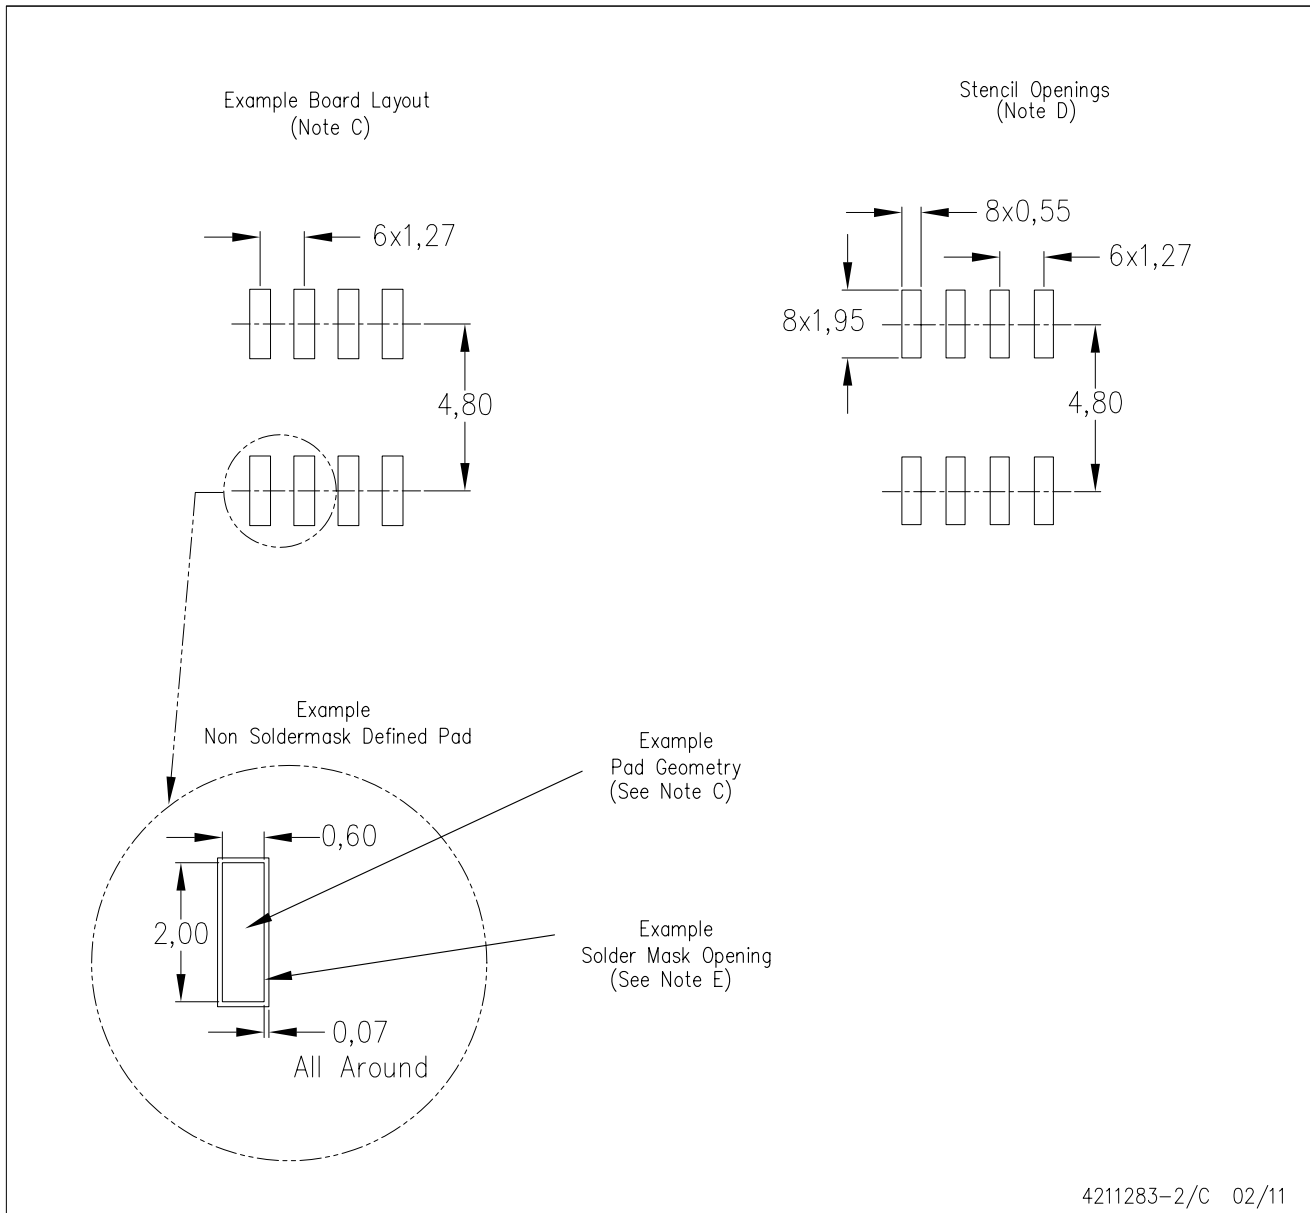 Example Board Layout
(Note C)
6x1,27
4,80
Stencil Openings
(Note D)
8x0,55
6x1,27
8x1,95
4,80
Example
Non Soldermask Defined Pad
0,60
2,00
0,07
All Around
Example
Pad Geometry
(See Note C)
Example
Solder Mask Opening
(See Note E)
4211283-2/C 02/11